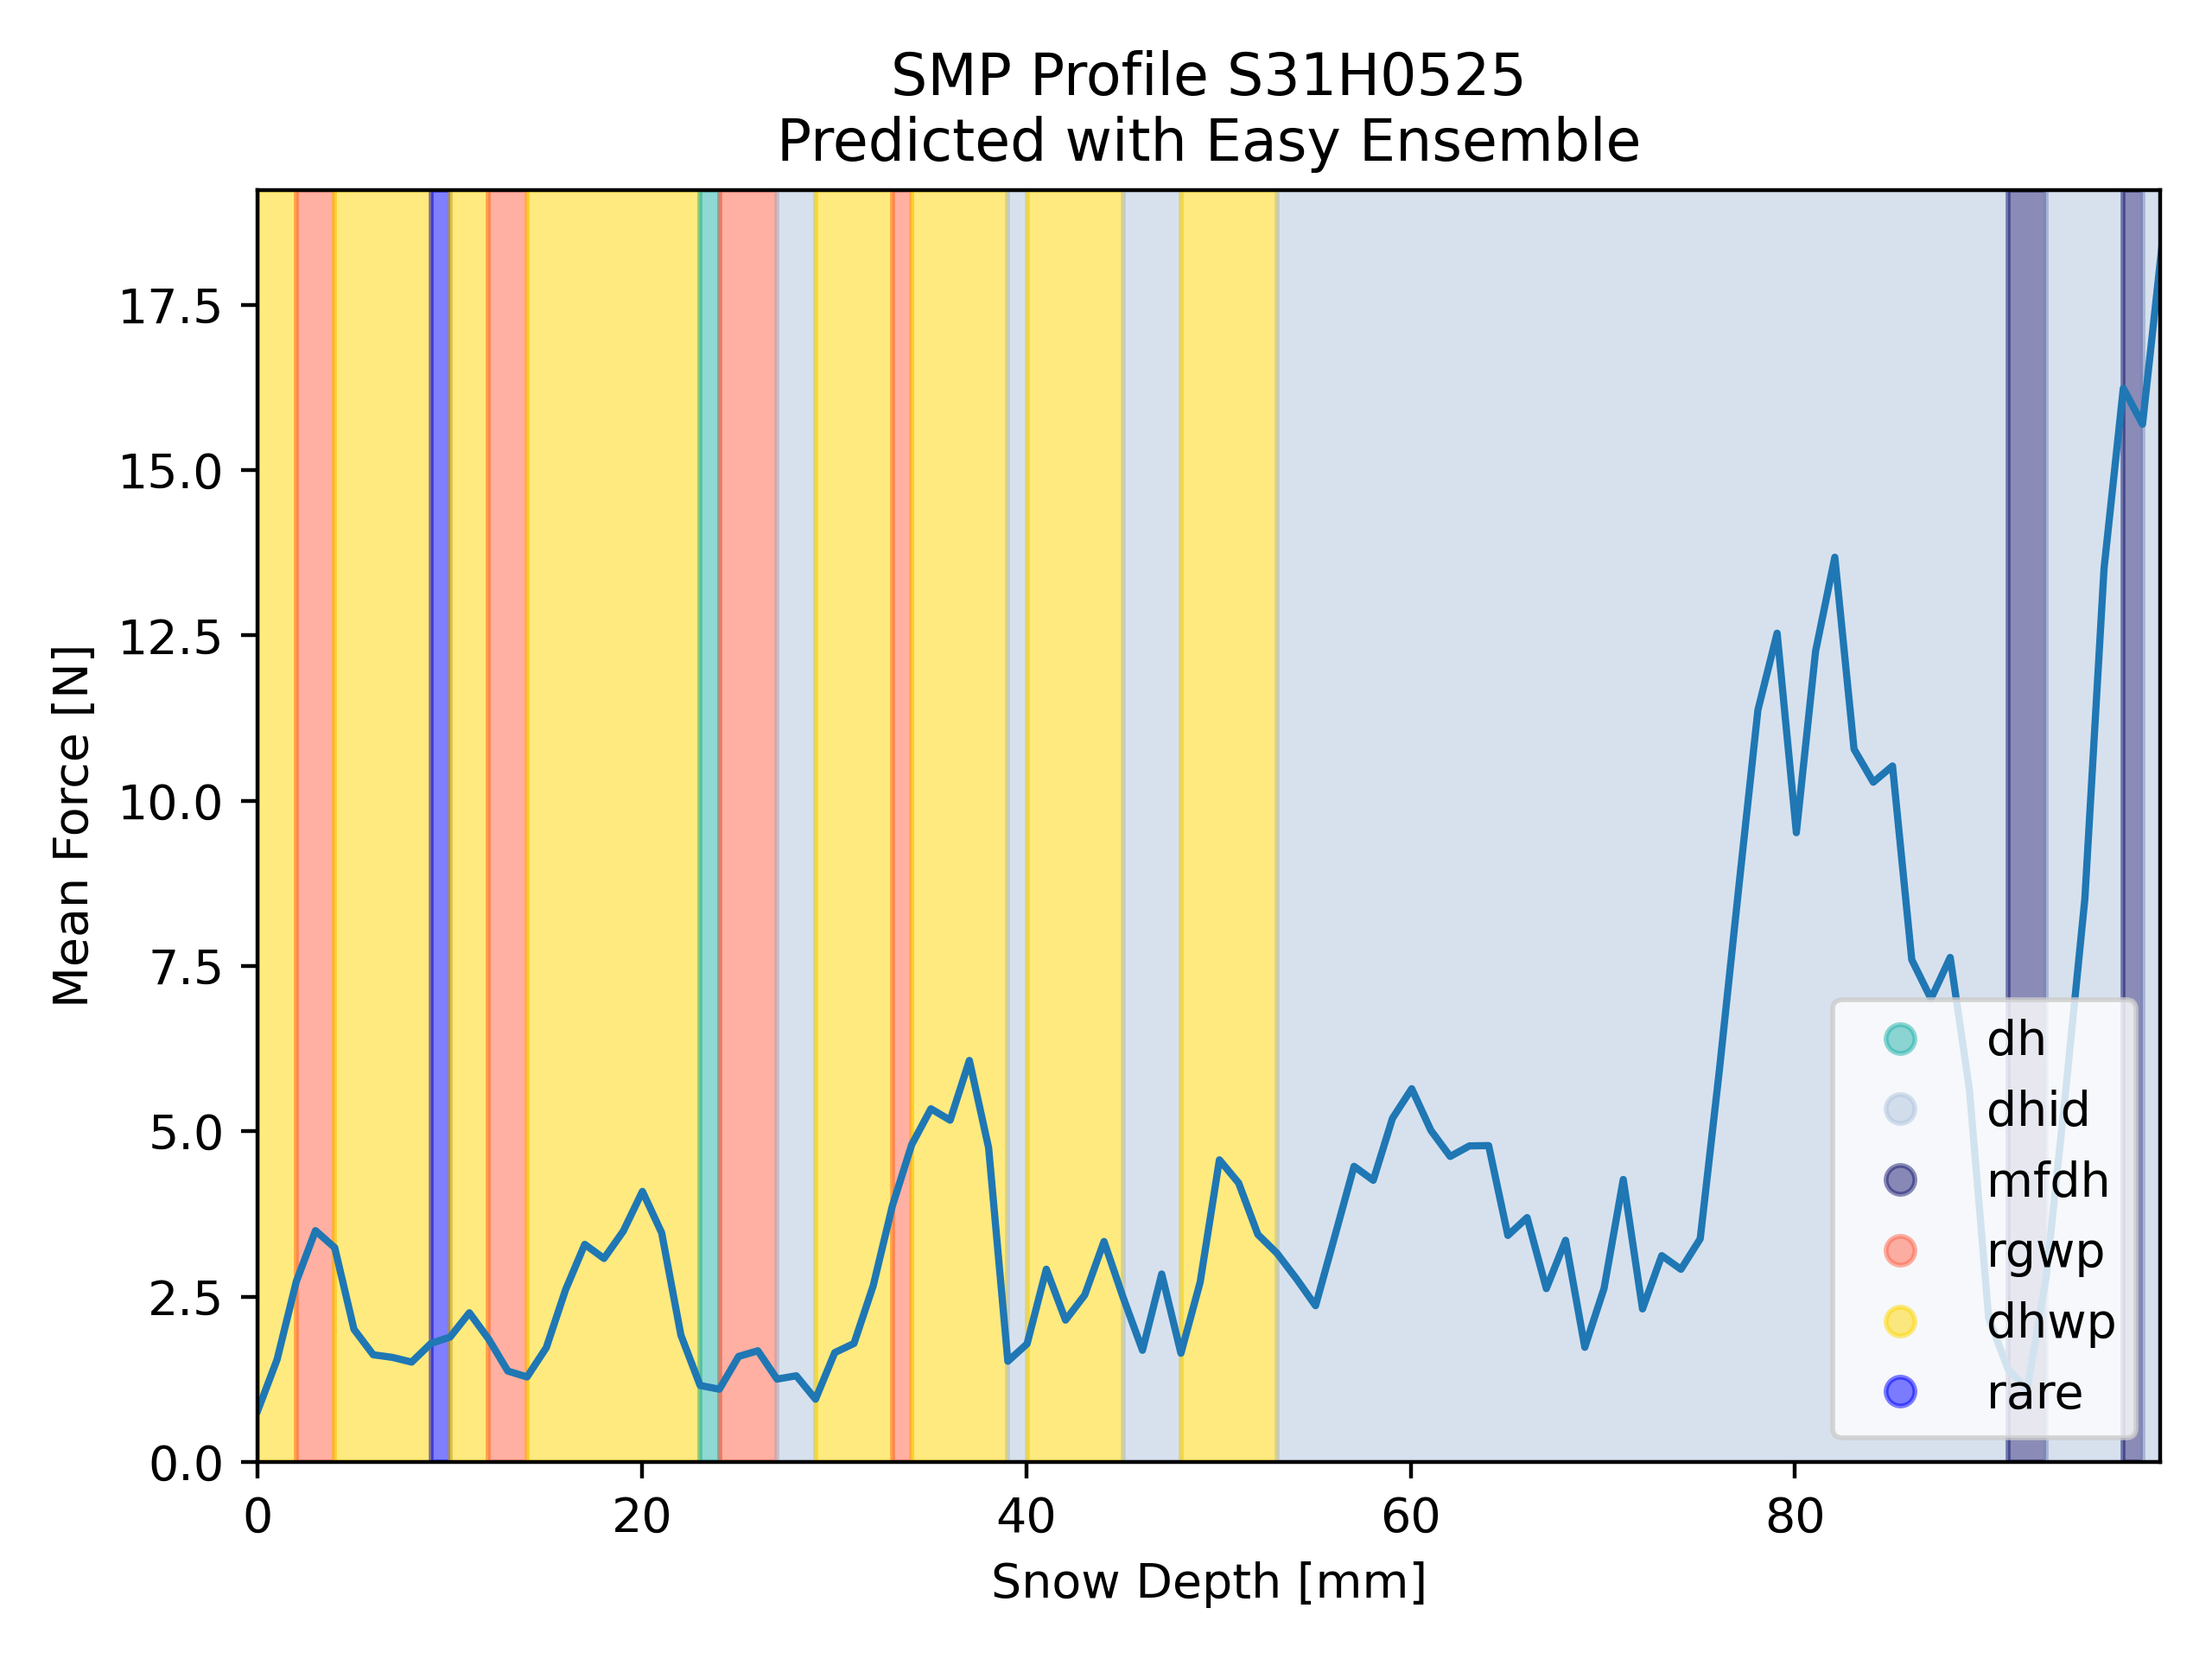 SMP Profile S31H0525
Predicted with Easy Ensemble
Mean Force [N]
17.5
15.0
12.5
10.0
7.5
5.0
2.5
0.0
0 20 40 60 80
Snow Depth [mm]
dh
dhid
mfdh
rgwp
dhwp
rare